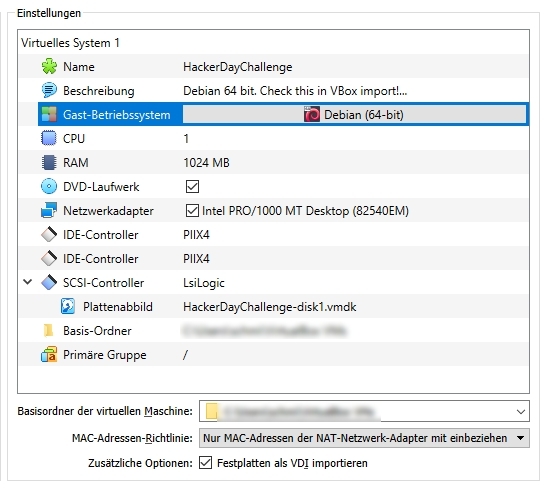 Einstellungen
Virtuelles System 1
Name HackerDayChallenge
Beschreibung Debian 64 bit. Check this in VBox import!...
Gast-Betriebssystem Debian (64-bit)
CPU 1
RAM 1024 MB
DVD-Laufwerk
Netzwerkadapter Intel PRO/1000 MT Desktop (82540EM)
IDE-Controller PIIX4
IDE-Controller PIIX4
SCSI-Controller LsiLogic
Plattenabbild HackerDayChallenge-disk1.vmdk
Basis-Ordner
Primäre Gruppe /
Basisordner der virtuellen Maschine:
MAC-Adressen-Richtlinie: Nur MAC-Adressen der NAT-Netzwerk-Adapter mit einbeziehen
Zusätzliche Optionen: Festplatten als VDI importieren